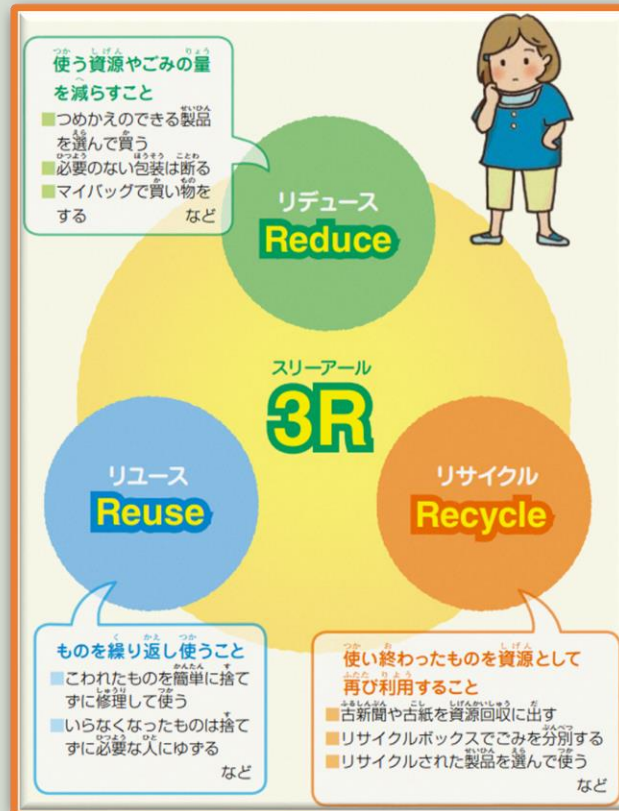 使う資源やごみの量
を減らすこと
■つめかえのできる製品
を選んで買う
■必要のない包装は断る
■マイバッグで買い物を
する など
リデュース
Reduce
スリーアール
3R
リユース
Reuse
リサイクル
Recycle
ものを繰り返し使うこと
■こわれたものを簡単に捨て
ずに修理して使う
■いらなくなったものは捨て
ずに必要な人にゆずる
など
使い終わったものを資源として
再び利用すること
■古新聞や古紙を資源回収に出す
■リサイクルボックスでごみを分別する
■リサイクルされた製品を選んで使う
など